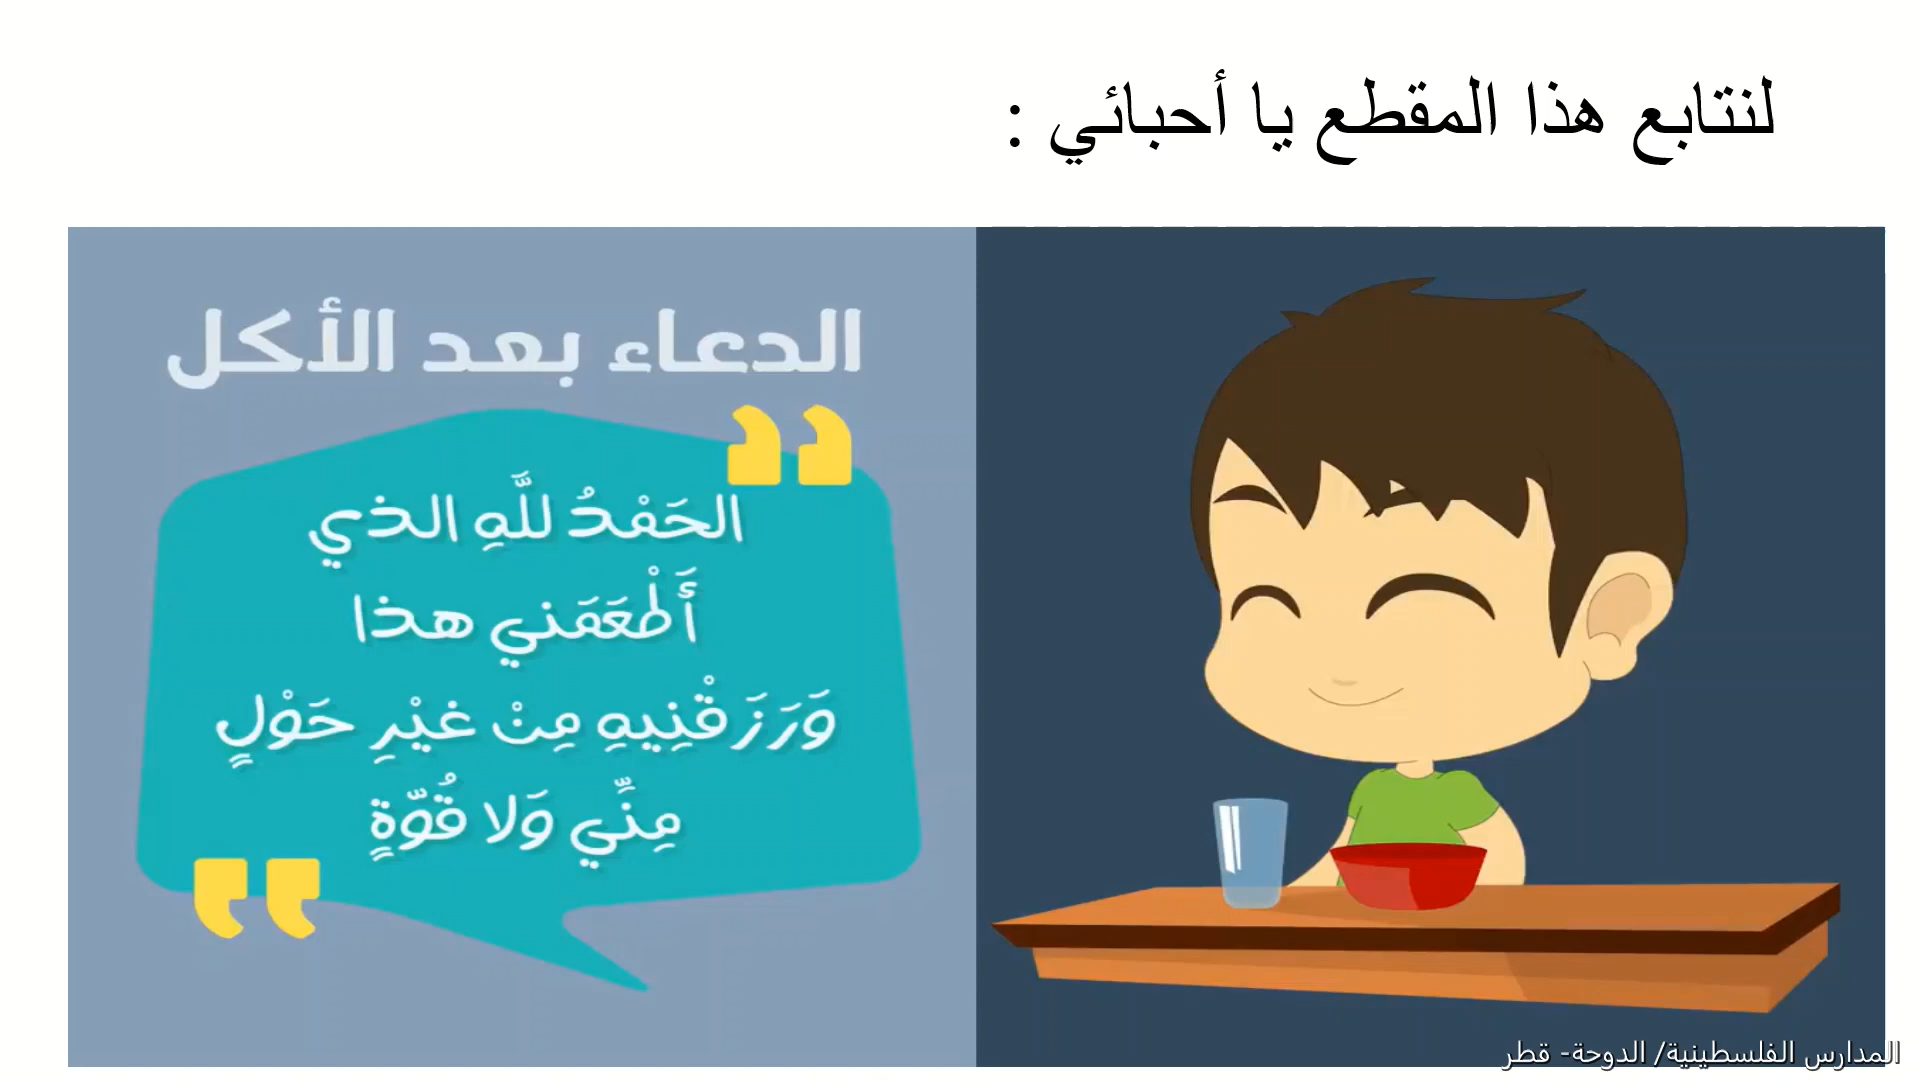 لنتابع هذا المقطع يا أحبائي :
الدعاء بعد الأكل
الحَمْدُ للَّهِ الذي
أَطْعَمَني هذا
وَرَزَقْنِيهِ مِنْ غيْرِ حَوْلٍ
مِنِّي وَلا قُوّةٍ
المدارس الفلسطينية/ الدوحة- قطر